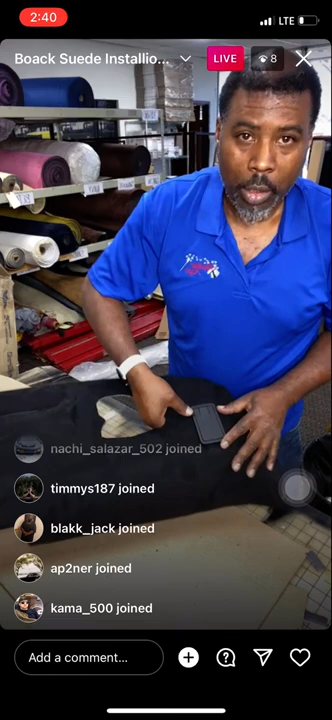 2:40
LTE
Boack Suede Installio...
LIVE
8
nachi_salazar_502 joined
timmys187 joined
blakk_jack joined
ap2ner joined
kama_500 joined
Add a comment...